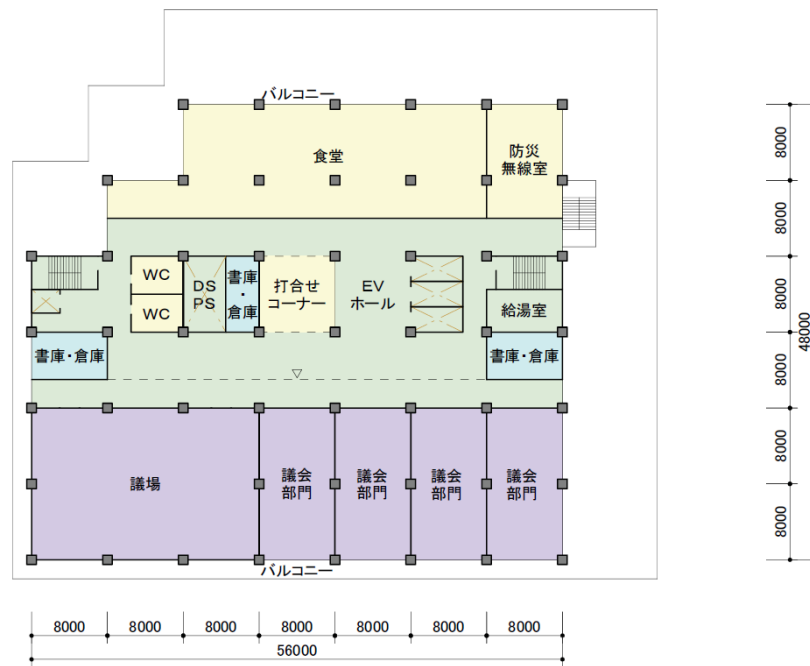 バルコニー
食堂
防災
無線室
8000
8000
8000
8000
8000
8000
48000
WC
WC
DS
PS
書庫
・
倉庫
打合せ
コーナー
EV
ホール
給湯室
書庫・倉庫
書庫・倉庫
議場
議会
部門
議会
部門
議会
部門
議会
部門
バルコニー
8000 8000 8000 8000 8000 8000 8000
56000